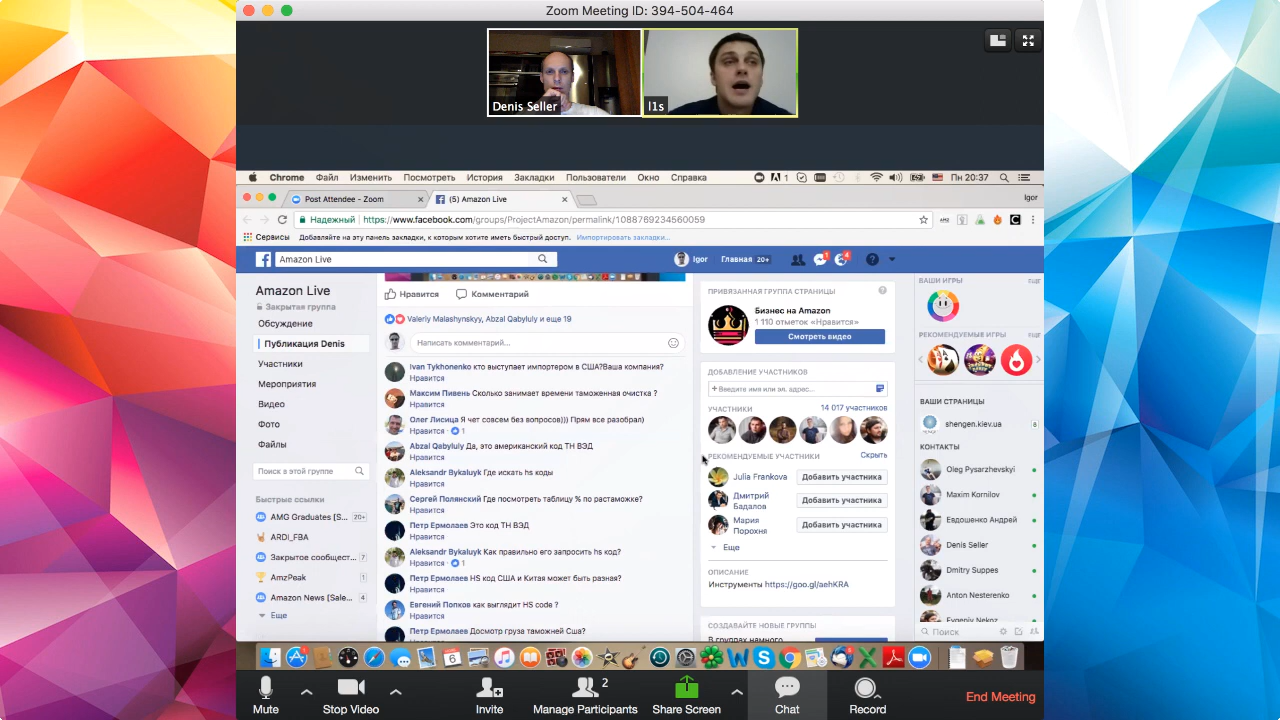 Zoom Meeting ID: 394-504-464
Denis Seller
l1s
Chrome Файл Изменить Посмотреть История Закладки Пользователи Окно Справка
1
Пн 20:37
Post Attendee - Zoom
(5) Amazon Live
Igor
Надежный https://www.facebook.com/groups/ProjectAmazon/permalink/1088769234560059
Сервисы Добавляйте на эту панель закладки, к которым хотите иметь быстрый доступ. Импортировать закладки...
Amazon Live
Igor Главная 20+
Amazon Live
Закрытая группа
Обсуждение
Публикация Denis
Участники
Мероприятия
Видео
Фото
Файлы
Поиск в этой группе
Быстрые ссылки
AMG Graduates [S... 20+
ARDI_FBA
Закрытое сообщест... 7
AmzPeak 1
Amazon News [Sale... 4
Еще
Нравится Комментарий
Valeriy Malashynskyy, Abzal Qabyluly и еще 19
Написать комментарий...
Ivan Tykhonenko кто выступает импортером в США?Ваша компания?
Нравится
Максим Пивень Сколько занимает времени таможенная очистка ?
Нравится
Олег Лисица Я чет совсем без вопросов))) Прям все разобрал)
Нравится · 1
Abzal Qabyluly Да, это американский код ТН ВЭД
Нравится
Aleksandr Bykaluyk Где искать hs коды
Нравится
Сергей Полянский Где посмотреть таблицу % по растаможке?
Нравится
Петр Ермолаев Это код ТН ВЭД
Нравится
Aleksandr Bykaluyk Как правильно его запросить hs код?
Нравится · 1
Петр Ермолаев HS код США и Китая может быть разная?
Нравится
Евгений Попков как выглядит HS code ?
Нравится
Петр Ермолаев Досмотр груза таможней Сша?
ПРИВЯЗАННАЯ ГРУППА СТРАНИЦЫ
Бизнес на Amazon
1 110 отметок «Нравится»
Смотреть видео
ДОБАВЛЕНИЕ УЧАСТНИКОВ
+ Введите имя или эл. адрес...
УЧАСТНИКИ 14 017 участников
РЕКОМЕНДУЕМЫЕ УЧАСТНИКИ Скрыть
Julia Frankova Добавить участника
Дмитрий Бадалов Добавить участника
Мария Порохня Добавить участника
Еще
ОПИСАНИЕ
Инструменты https://goo.gl/aehKRA
СОЗДАВАЙТЕ НОВЫЕ ГРУППЫ
В группах намного
ВАШИ ИГРЫ ЕЩЕ
РЕКОМЕНДУЕМЫЕ ИГРЫ ЕЩЕ
ВАШИ СТРАНИЦЫ
shengen.kiev.ua 8
КОНТАКТЫ
Oleg Pysarzhevskyi
Maxim Kornilov
Евдошенко Андрей
Denis Seller
Dmitry Suppes
Anton Nesterenko
Evgeniy Nekoz
Поиск
Mute
Stop Video
Invite
2
Manage Participants
Share Screen
Chat
Record
End Meeting